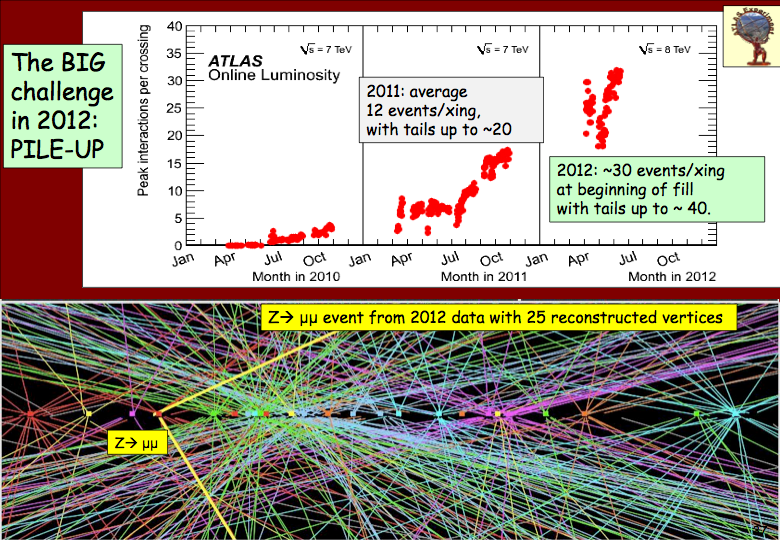 The BIG
challenge
in 2012:
PILE-UP
Peak interactions per crossing
40
35
30
25
20
15
10
5
0
ATLAS
Online Luminosity
√s = 7 TeV
√s = 7 TeV
√s = 8 TeV
2011: average
12 events/xing,
with tails up to ~20
2012: ~30 events/xing
at beginning of fill
with tails up to ~ 40.
Jan Apr Jul Oct Jan Apr Jul Oct Jan Apr Jul Oct
Month in 2010 Month in 2011 Month in 2012
Z→ μμ event from 2012 data with 25 reconstructed vertices
Z→ μμ